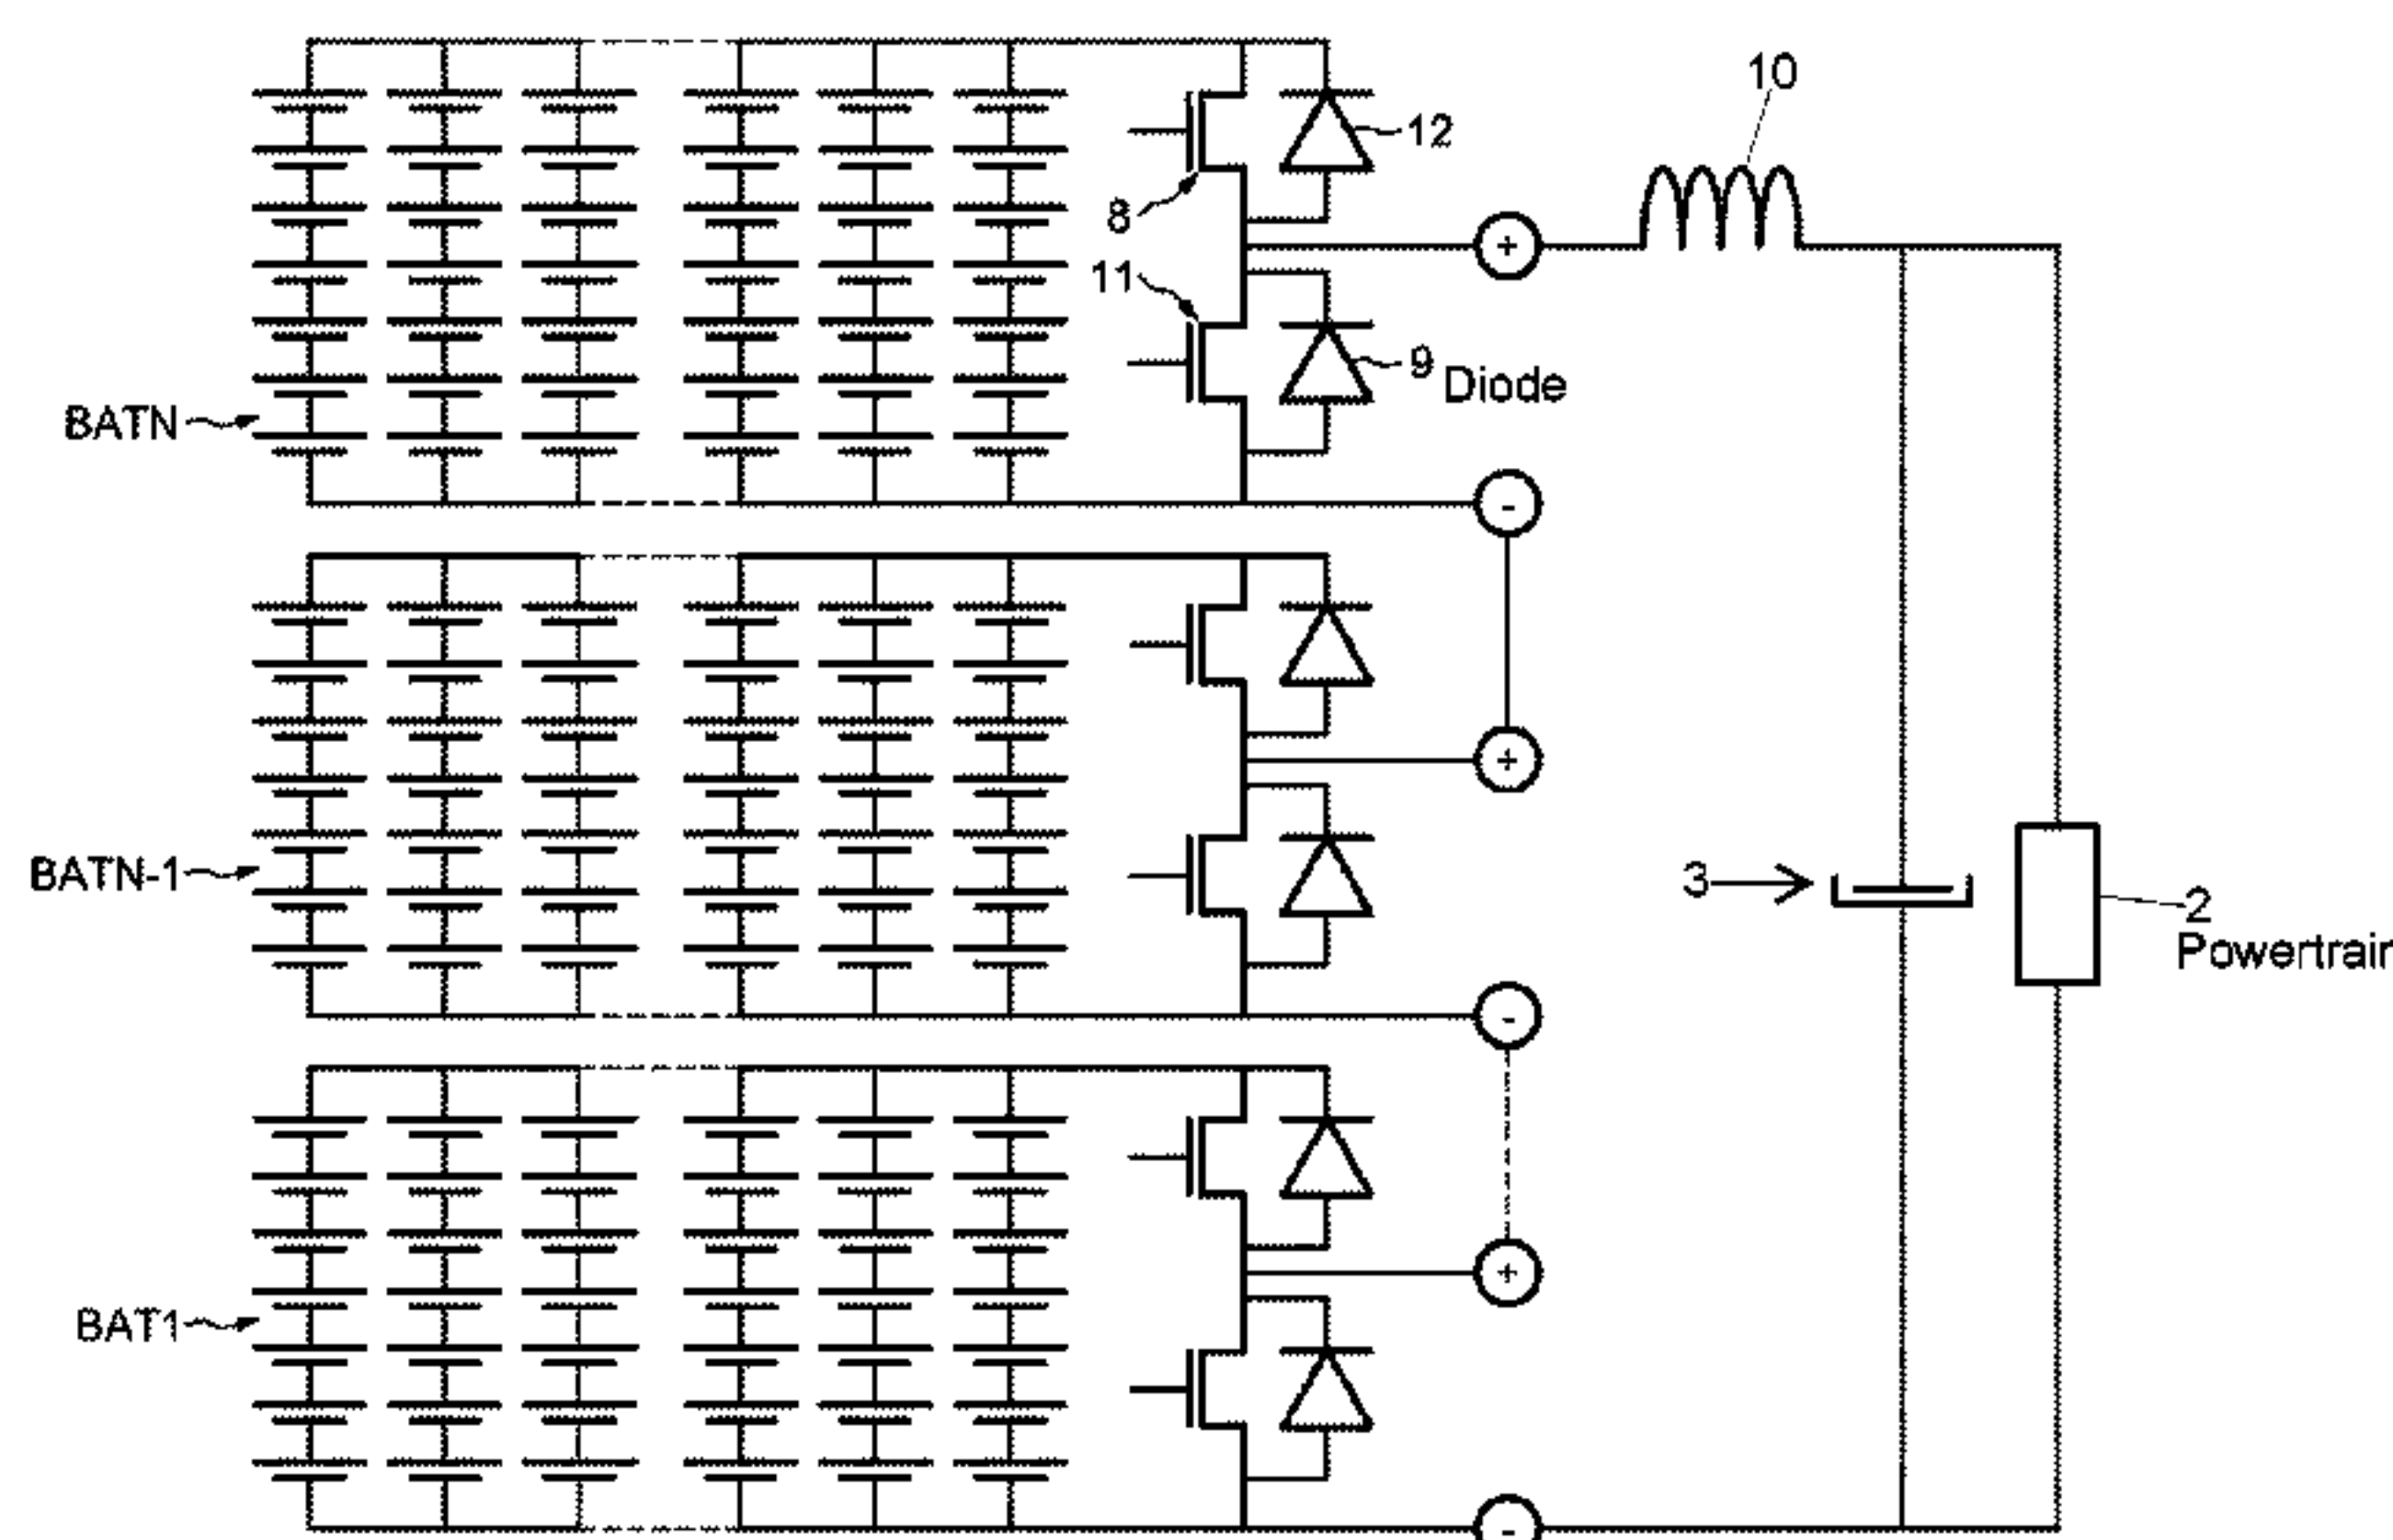 10
12
8
+
11
9 Diode
BATN
-
+
BATN-1
3
2
Powertrain
-
BAT1
+
-